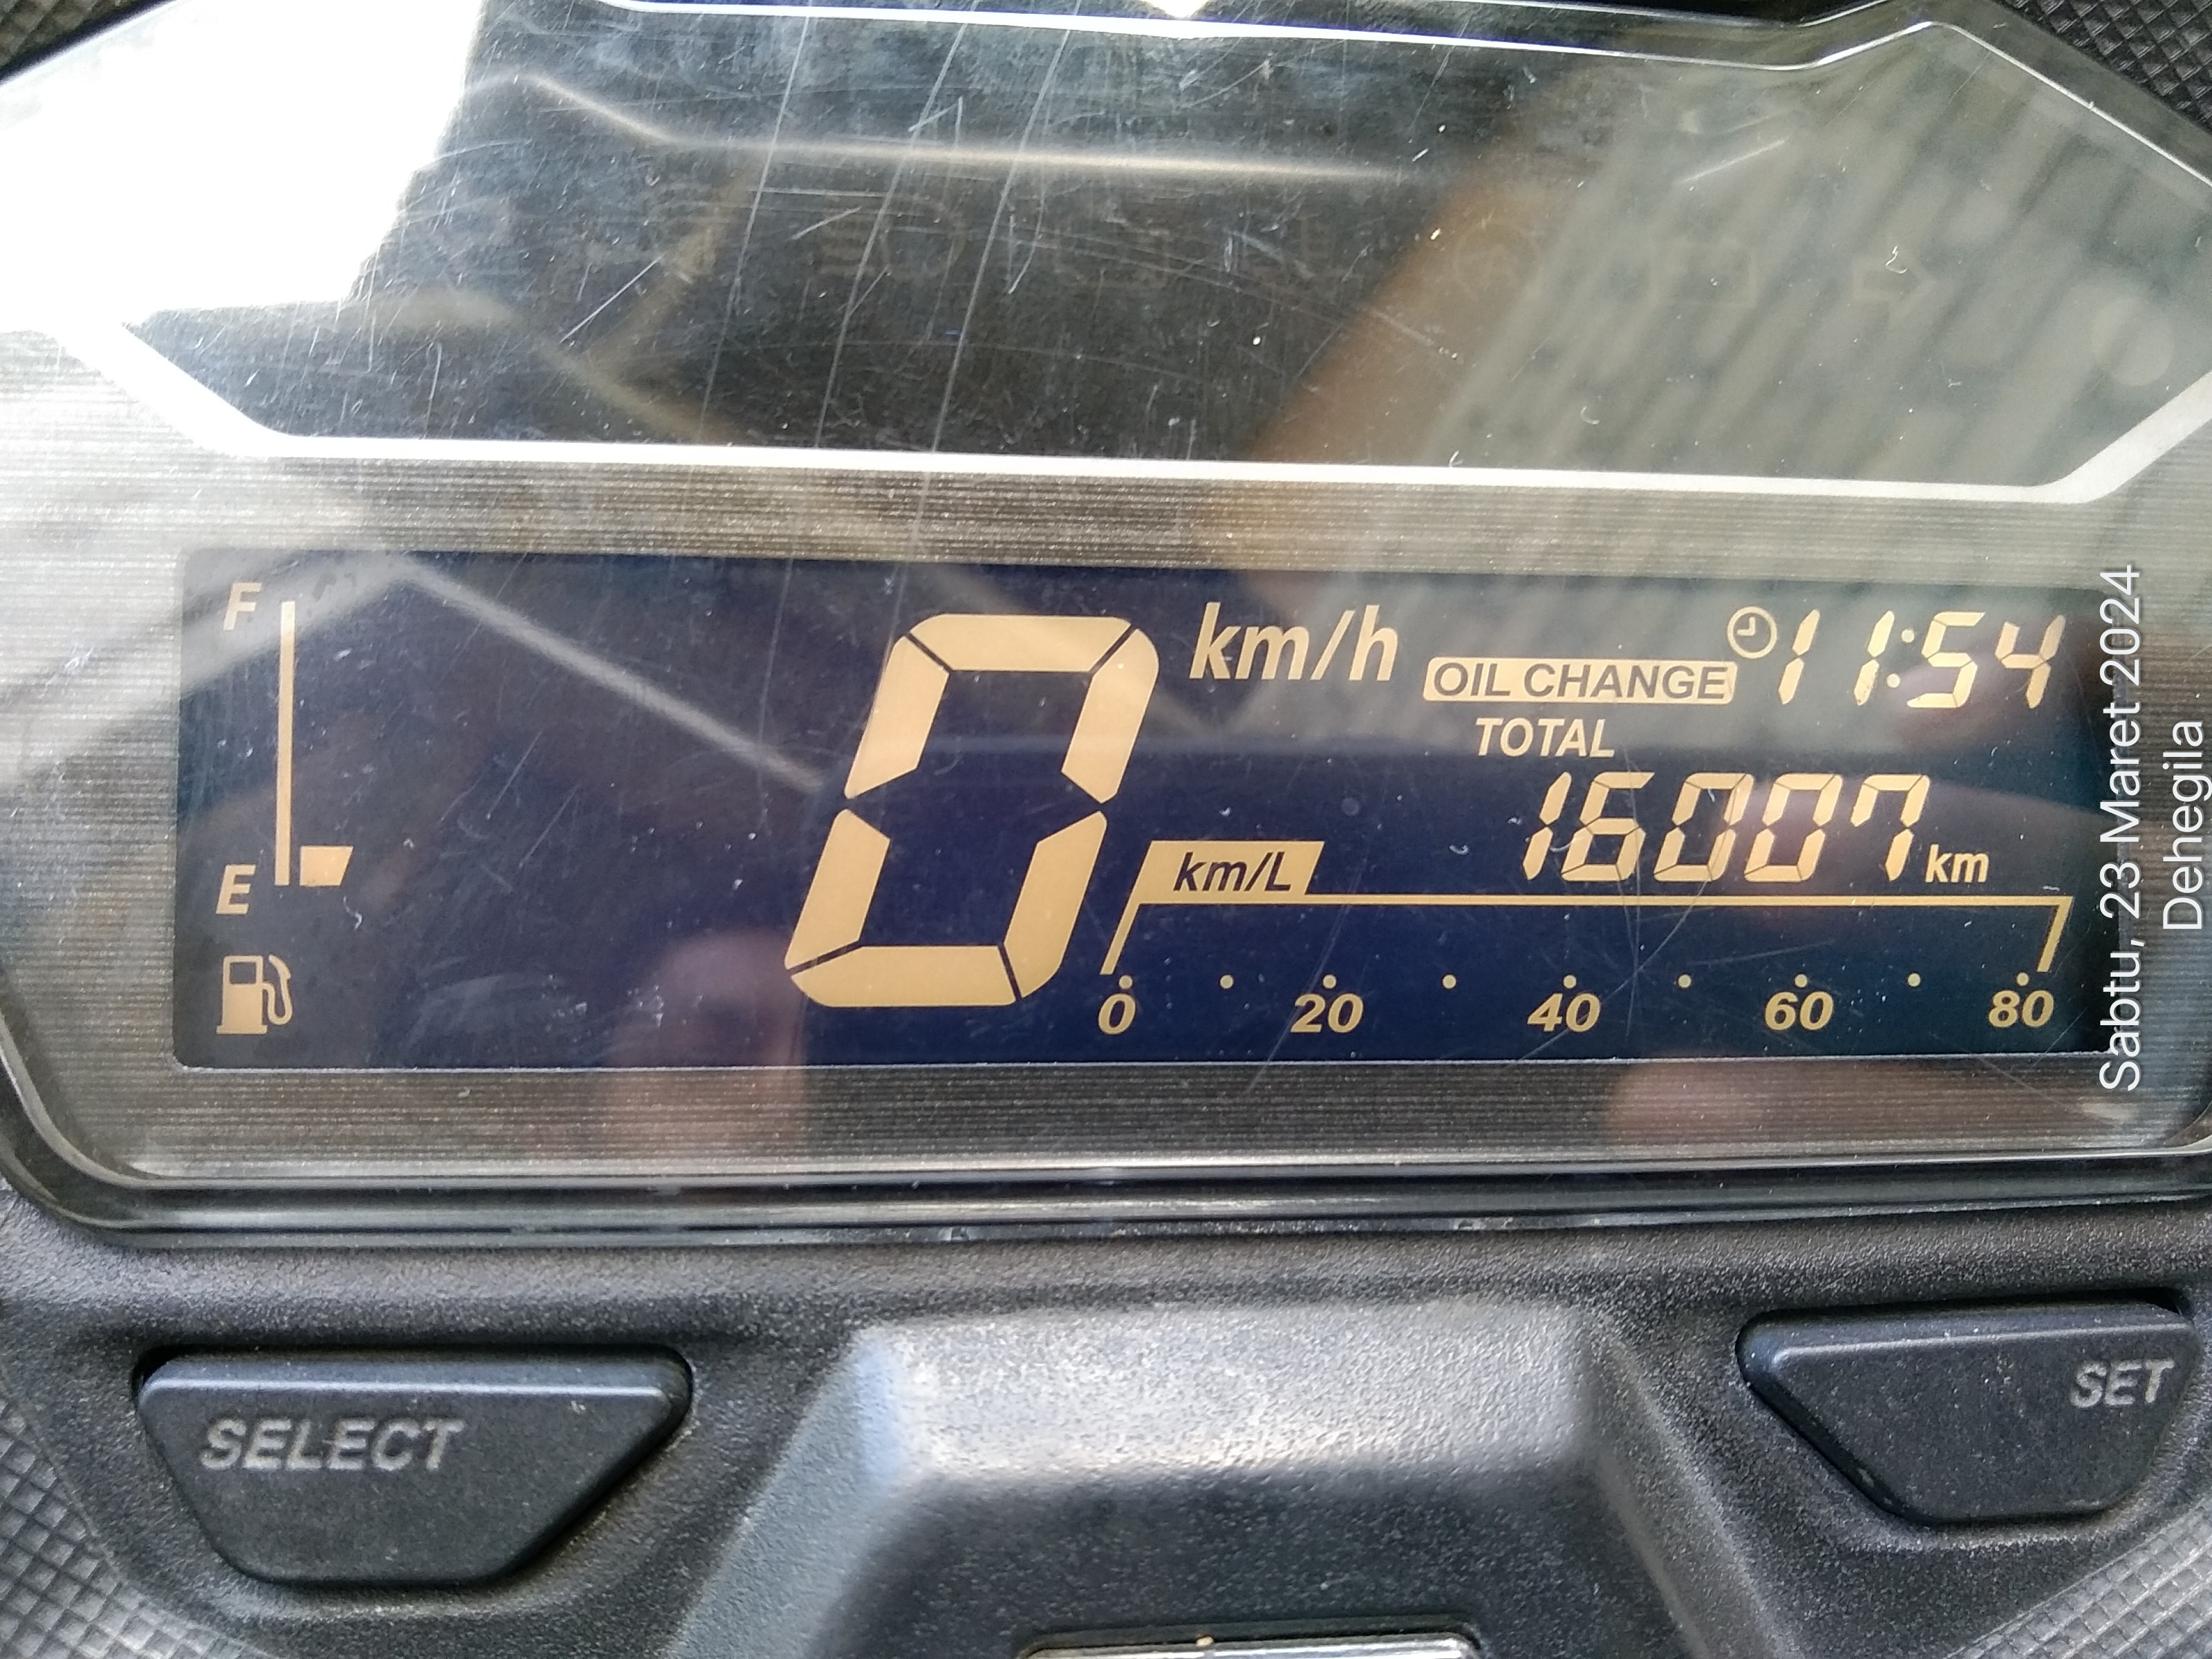 F
km/h
11:54
OIL CHANGE
TOTAL
16007 km
E
0
km/L
0 20 40 60 80
SELECT
SET
Sabtu, 23 Maret 2024
Dehegila